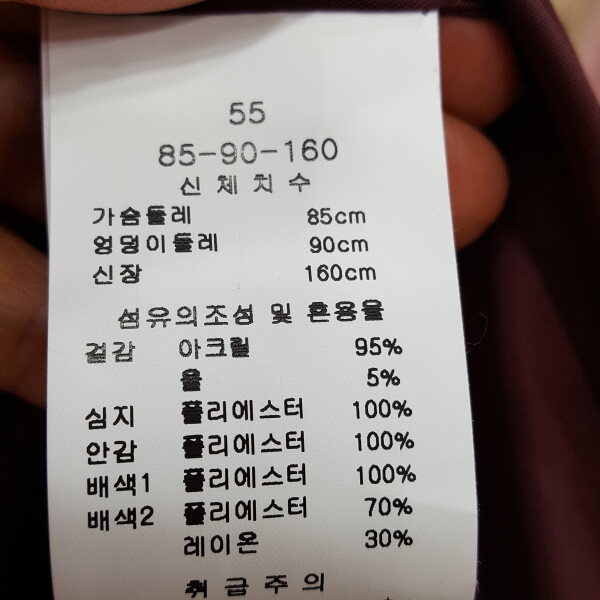 55
85-90-160
신체치수
가슴둘레 85cm
엉덩이둘레 90cm
신장 160cm
섬유의조성 및 혼용율
겉감 아크릴 95%
울 5%
심지 폴리에스터 100%
안감 폴리에스터 100%
배색1 폴리에스터 100%
배색2 폴리에스터 70%
레이온 30%
취급주의